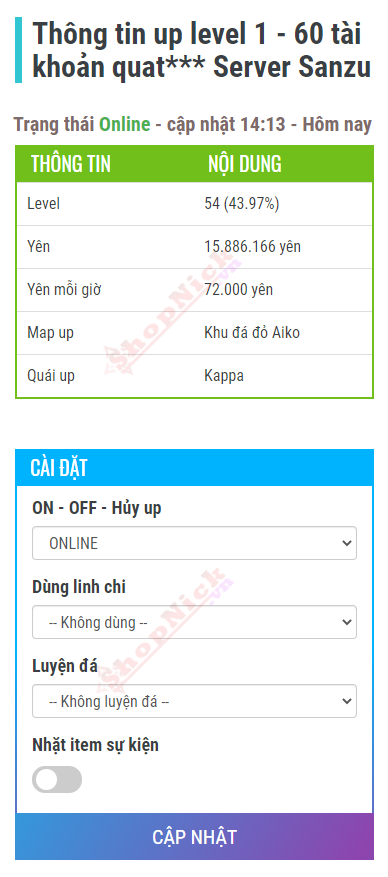 Thông tin up level 1 - 60 tài
khoản quat*** Server Sanzu
Trạng thái Online - cập nhật 14:13 - Hôm nay
THÔNG TIN NỘI DUNG
Level 54 (43.97%)
Yên 15.886.166 yên
Yên mỗi giờ 72.000 yên
Map up Khu đá đỏ Aiko
Quái up Kappa
ShopNick.vn
CÀI ĐẶT
ON - OFF - Hủy up
ONLINE
Dùng linh chi
-- Không dùng --
Luyện đá
-- Không luyện đá --
ShopNick.vn
Nhặt item sự kiện
CẬP NHẬT